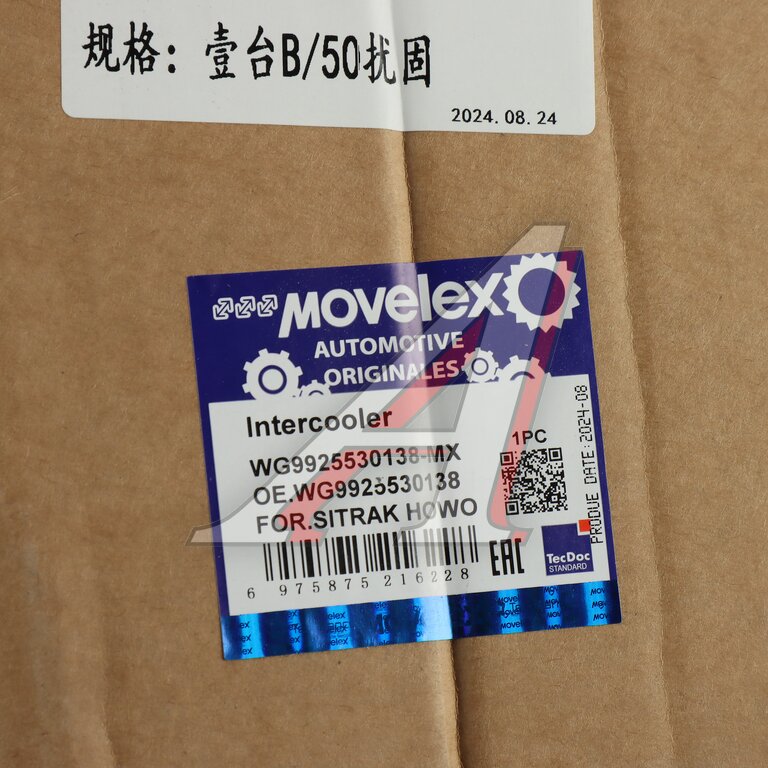 规格：壹台B/50扰固
2024.08.24
MOVelex
AUTOMOTIVE
ORIGINALES
Intercooler
WG9925530138-MX
OE.WG9925530138
FOR.SITRAK HOWO
1PC
PRODUE DATE:2024-08
6 975875 216228
EAC
TecDoc
STANDARD